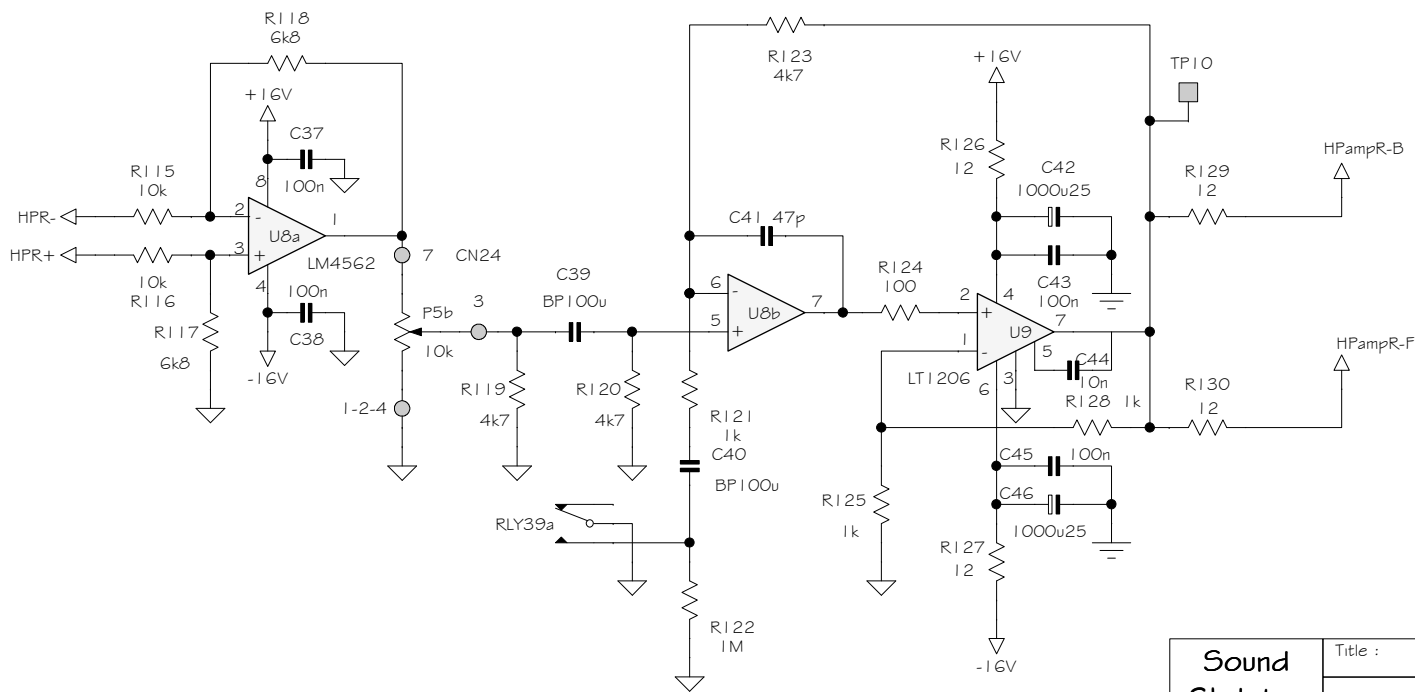 R118
6k8
R123
4k7
+16V
TP10
+16V
C37
100n
8
R126
12
C42
1000u25
HPampR-B
R115
10k
R129
12
HPR-
2
-
1
U8a
C41 47p
HPR+
3
+
LM4562
7
CN24
C43
100n
10k
R116
4
100n
C38
C39
BP100u
R124
100
6
-
7
U8b
5
+
2
+
4
U9
7
R117
6k8
P5b
10k
3
1
-
5
C44
10n
HPampR-F
-16V
LT1206
6
3
R119
4k7
R120
4k7
R128
1k
R130
12
1-2-4
R121
1k
C40
BP100u
C45
100n
C46
1000u25
R125
1k
RLY39a
R127
12
R122
1M
-16V
Sound
Title :